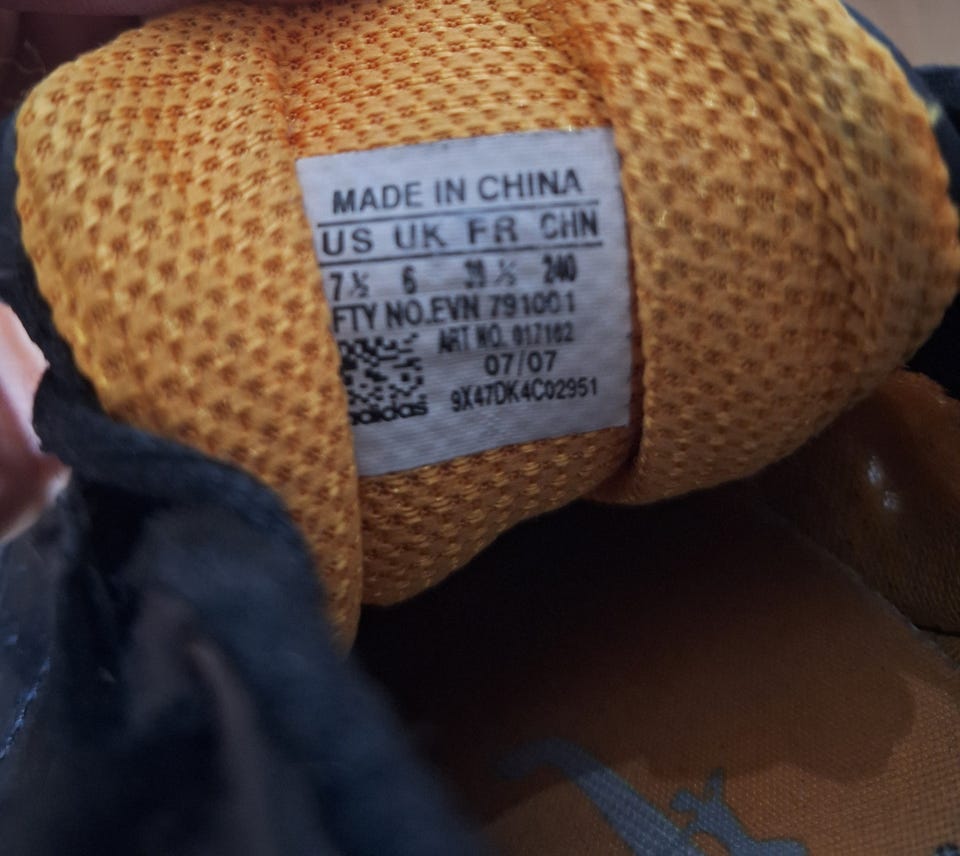 MADE IN CHINA
US UK FR CHN
7½ 6 39⅓ 240
FTY NO.EVN 791001
ART NO. 017162
07/07
adidas 9X47DK4C02951